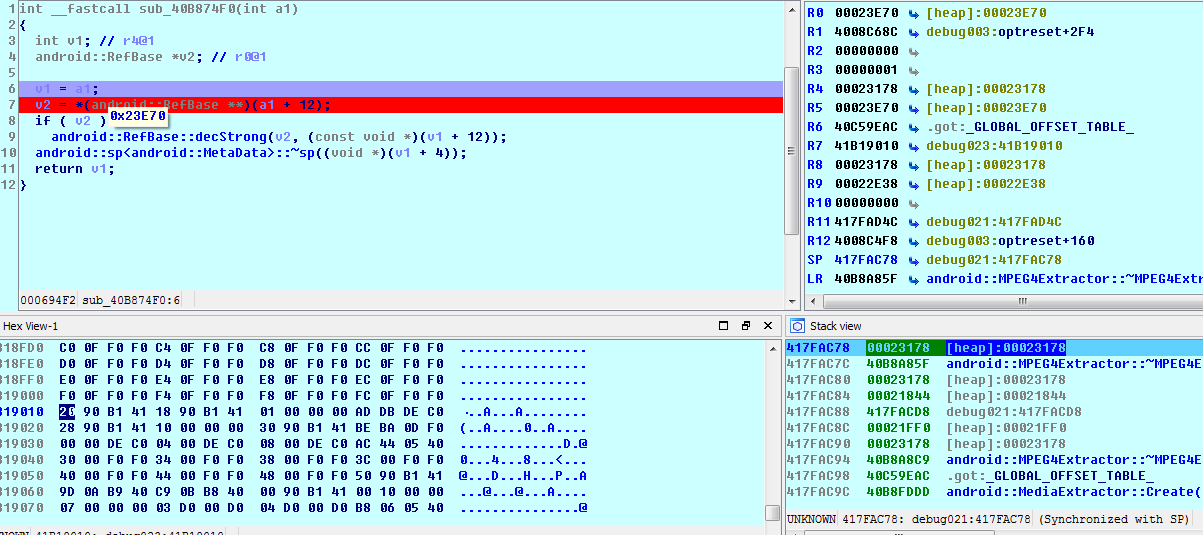 1 int __fastcall sub_40B874F0(int a1)
2 {
3 int v1; // r4@1
4 android::RefBase *v2; // r0@1
5
6 v1 = a1;
7 v2 = *(android::RefBase **)(a1 + 12);
0x23E70
8 if ( v2 )
9 android::RefBase::decStrong(v2, (const void *)(v1 + 12));
10 android::sp<android::MetaData>::~sp((void *)(v1 + 4));
11 return v1;
12 }
000694F2 sub_40B874F0:6
R0 00023E70 [heap]:00023E70
R1 4008C68C debug003:optreset+2F4
R2 00000000
R3 00000001
R4 00023178 [heap]:00023178
R5 00023E70 [heap]:00023E70
R6 40C59EAC .got:_GLOBAL_OFFSET_TABLE_
R7 41B19010 debug023:41B19010
R8 00023178 [heap]:00023178
R9 00022E38 [heap]:00022E38
R10 00000000
R11 417FAD4C debug021:417FAD4C
R12 4008C4F8 debug003:optreset+160
SP 417FAC78 debug021:417FAC78
LR 40B8A85F android::MPEG4Extractor::~MPEG4Ext
Hex View-1
318FD0 C0 0F F0 F0 C4 0F F0 F0 C8 0F F0 F0 CC 0F F0 F0 ................
318FE0 D0 0F F0 F0 D4 0F F0 F0 D8 0F F0 F0 DC 0F F0 F0 ................
318FF0 E0 0F F0 F0 E4 0F F0 F0 E8 0F F0 F0 EC 0F F0 F0 ................
319000 F0 0F F0 F0 F4 0F F0 F0 F8 0F F0 F0 FC 0F F0 F0 ................
319010 20 90 B1 41 18 90 B1 41 01 00 00 00 AD DB DE C0 ...A...A........
319020 28 90 B1 41 10 00 00 00 30 90 B1 41 BE BA 0D F0 (..A....0..A....
319030 00 00 DE C0 04 00 DE C0 08 00 DE C0 AC 44 05 40 .............D.@
319040 30 00 F0 F0 34 00 F0 F0 38 00 F0 F0 3C 00 F0 F0 0...4...8...<...
319050 40 00 F0 F0 44 00 F0 F0 48 00 F0 F0 50 90 B1 41 @...D...H...P..A
319060 9D 0A B9 40 C9 0B B8 40 00 90 B1 41 00 10 00 00 ...@...@...A....
319070 07 00 00 00 03 D0 00 D0 04 D0 00 D0 B8 06 05 40 ...............@
Stack view
417FAC78 00023178 [heap]:00023178
417FAC7C 40B8A85F android::MPEG4Extractor::~MPEG4E
417FAC80 00023178 [heap]:00023178
417FAC84 00021844 [heap]:00021844
417FAC88 417FACD8 debug021:417FACD8
417FAC8C 00021FF0 [heap]:00021FF0
417FAC90 00023178 [heap]:00023178
417FAC94 40B8A8C9 android::MPEG4Extractor::~MPEG4E
417FAC98 40C59EAC .got:_GLOBAL_OFFSET_TABLE_
417FAC9C 40B8FDDD android::MediaExtractor::Create(
UNKNOWN 417FAC78: debug021:417FAC78 (Synchronized with SP)